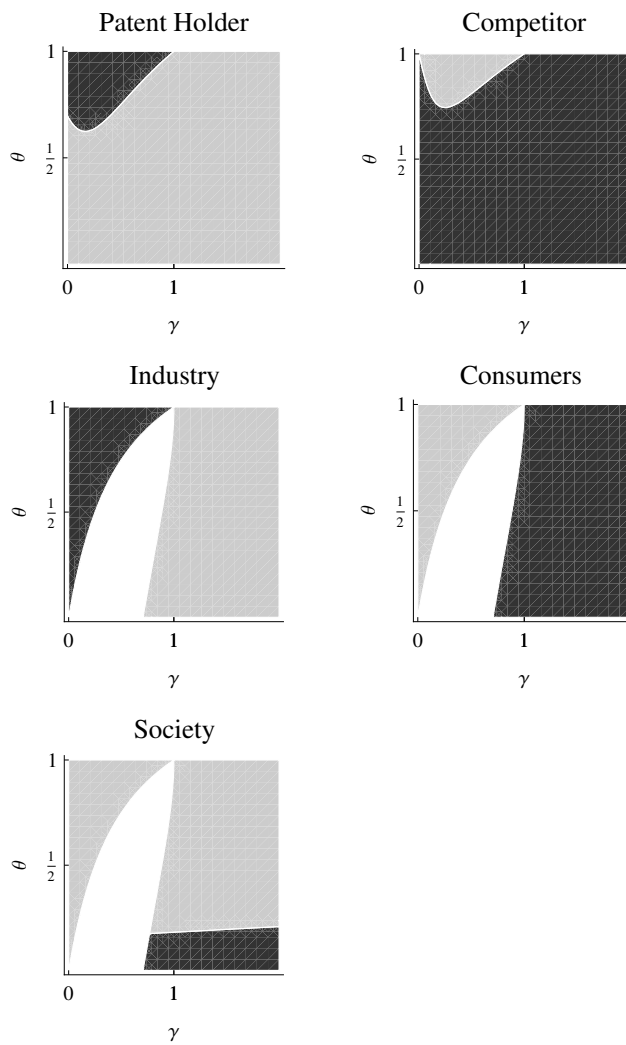 Patent Holder
1
θ
1/2
0 1
γ
Competitor
1
θ
1/2
0 1
γ
Industry
1
θ
1/2
0 1
γ
Consumers
1
θ
1/2
0 1
γ
Society
1
θ
1/2
0 1
γ